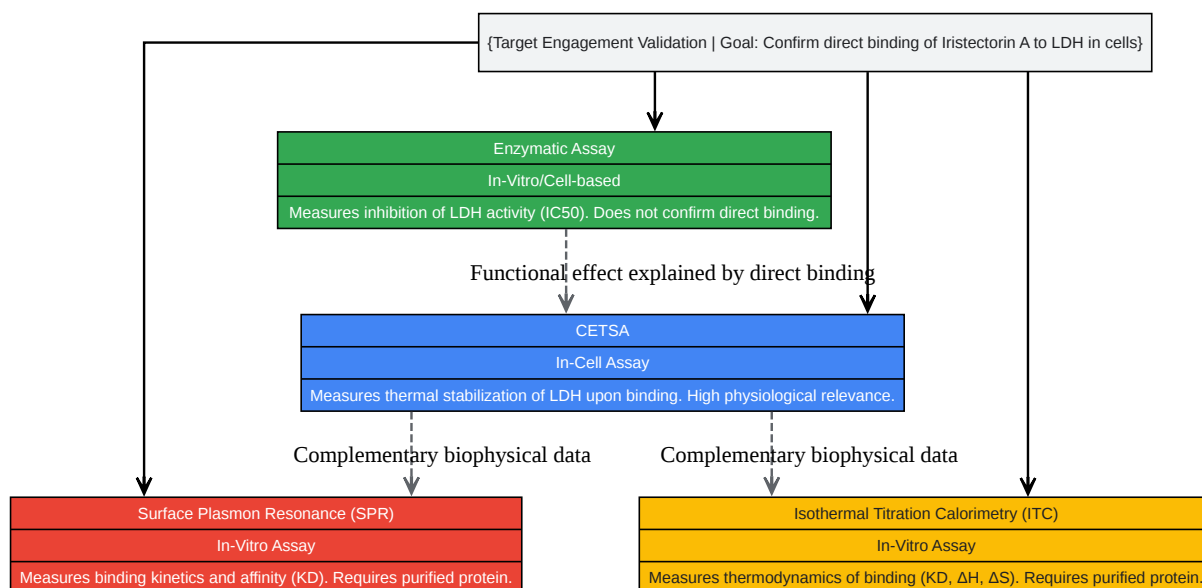 {Target Engagement Validation | Goal: Confirm direct binding of Iristectorin A to LDH in cells}
Enzymatic Assay
In-Vitro/Cell-based
Measures inhibition of LDH activity (IC50). Does not confirm direct binding.
Functional effect explained by direct binding
CETSA
In-Cell Assay
Measures thermal stabilization of LDH upon binding. High physiological relevance.
Complementary biophysical data
Complementary biophysical data
Surface Plasmon Resonance (SPR)
In-Vitro Assay
Measures binding kinetics and affinity (KD). Requires purified protein.
Isothermal Titration Calorimetry (ITC)
In-Vitro Assay
Measures thermodynamics of binding (KD, ΔH, ΔS). Requires purified protein.